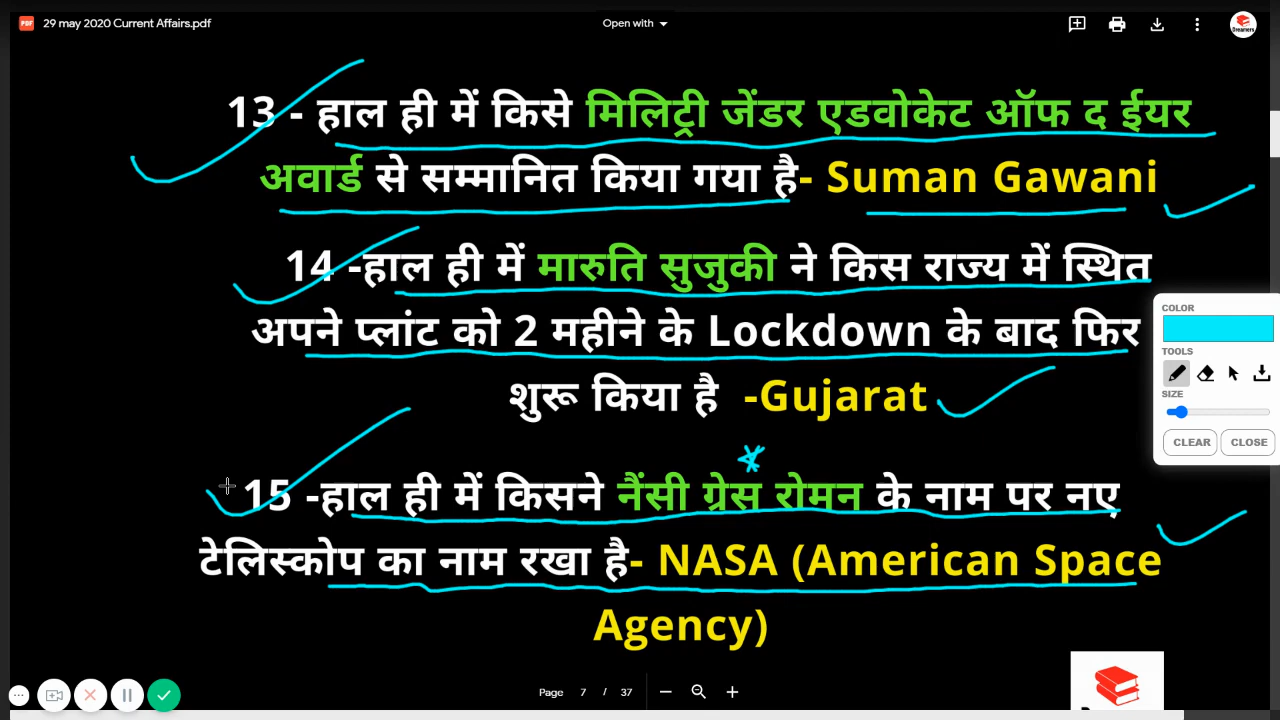 29 may 2020 Current Affairs.pdf
Open with
Dreamers
13 - हाल ही में किसे मिलिट्री जेंडर एडवोकेट ऑफ द ईयर
अवार्ड से सम्मानित किया गया है- Suman Gawani
14 -हाल ही में मारुति सुजुकी ने किस राज्य में स्थित
अपने प्लांट को 2 महीने के Lockdown के बाद फिर
शुरू किया है -Gujarat
15 -हाल ही में किसने नैंसी ग्रेस रोमन के नाम पर नए
टेलिस्कोप का नाम रखा है- NASA (American Space
Agency)
COLOR
TOOLS
SIZE
CLEAR CLOSE
Page 7 / 37